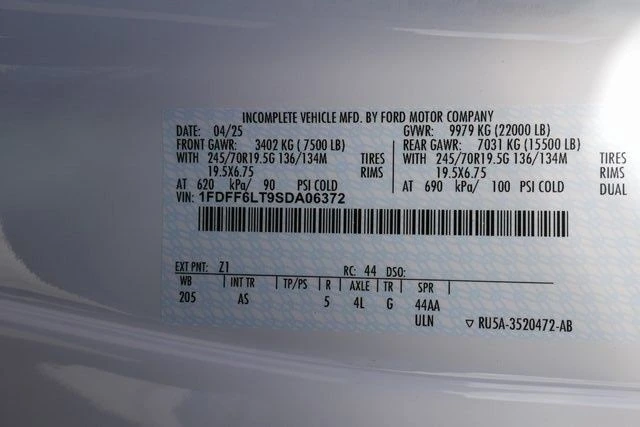 INCOMPLETE VEHICLE MFD. BY FORD MOTOR COMPANY
DATE: 04/25 GVWR: 9979 KG (22000 LB)
FRONT GAWR: 3402 KG ( 7500 LB) REAR GAWR: 7031 KG (15500 LB)
WITH 245/70R19.5G 136/134M TIRES WITH 245/70R19.5G 136/134M TIRES
19.5X6.75 RIMS 19.5X6.75 RIMS
AT 620 kPa/ 90 PSI COLD AT 690 kPa/ 100 PSI COLD DUAL
VIN: 1FDFF6LT9SDA06372
EXT PNT: Z1 RC: 44 DSO:
WB INT TR TP/PS R AXLE TR SPR
205 AS 5 4L G 44AA
ULN ▽ RU5A-3520472-AB